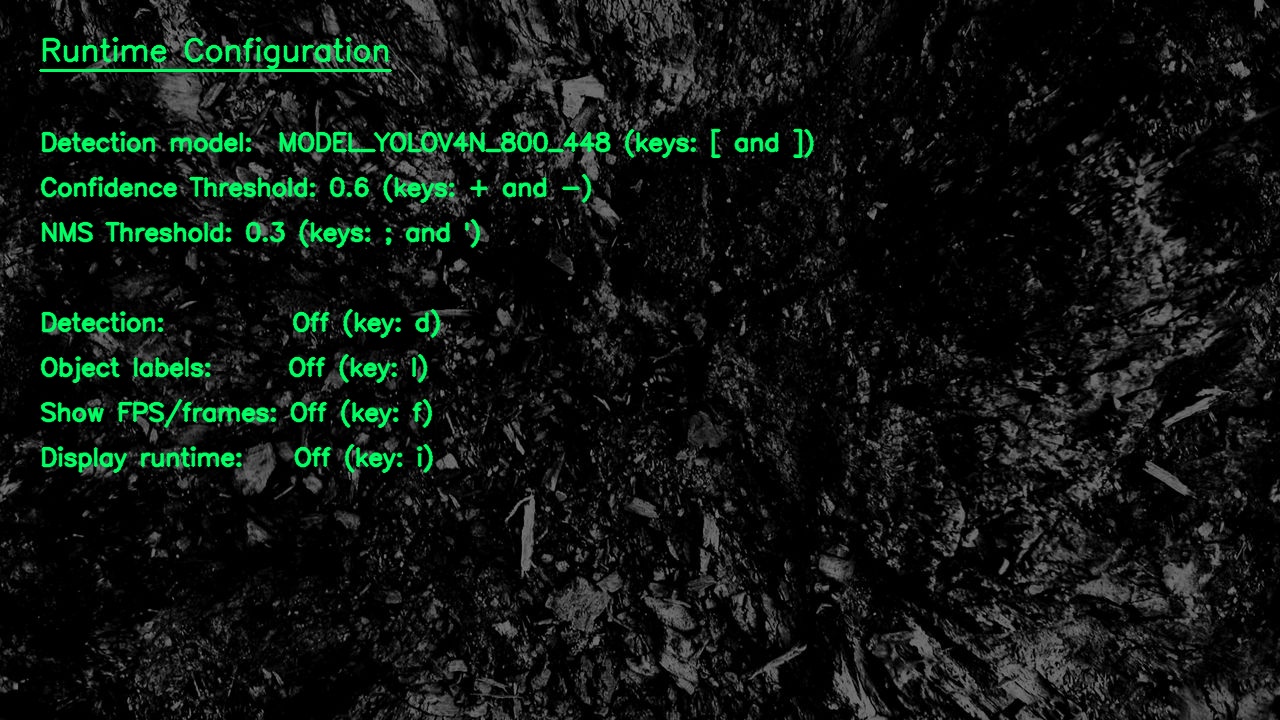 Runtime Configuration
Detection model: MODEL_YOLOV4N_800_448 (keys: [ and ])
Confidence Threshold: 0.6 (keys: + and -)
NMS Threshold: 0.3 (keys: ; and ')
Detection: Off (key: d)
Object labels: Off (key: l)
Show FPS/frames: Off (key: f)
Display runtime: Off (key: i)